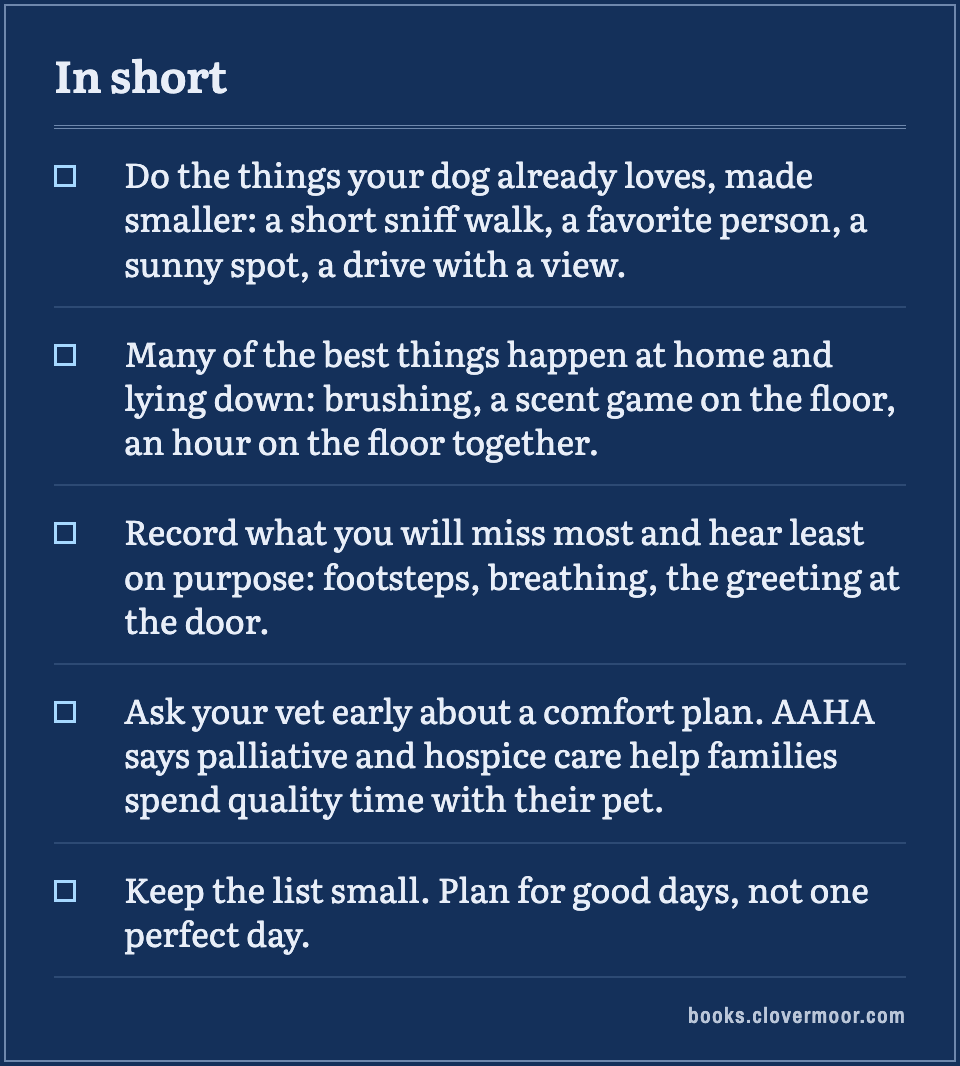 In short
Do the things your dog already loves, made
smaller: a short sniff walk, a favorite person, a
sunny spot, a drive with a view.
Many of the best things happen at home and
lying down: brushing, a scent game on the floor,
an hour on the floor together.
Record what you will miss most and hear least
on purpose: footsteps, breathing, the greeting at
the door.
Ask your vet early about a comfort plan. AAHA
says palliative and hospice care help families
spend quality time with their pet.
Keep the list small. Plan for good days, not one
perfect day.
books.clovermoor.com